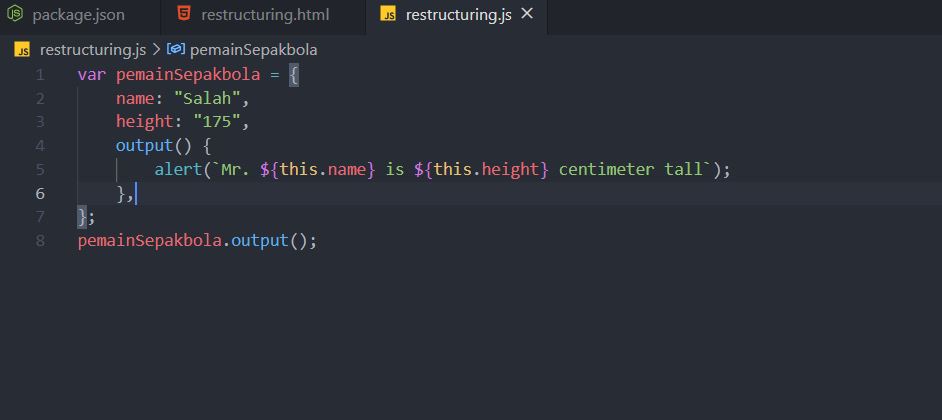 package.json restructuring.html JS restructuring.js ×
JS restructuring.js > pemainSepakbola
1 var pemainSepakbola = {
2     name: "Salah",
3     height: "175",
4     output() {
5         alert(`Mr. ${this.name} is ${this.height} centimeter tall`);
6     },
7 };
8 pemainSepakbola.output();